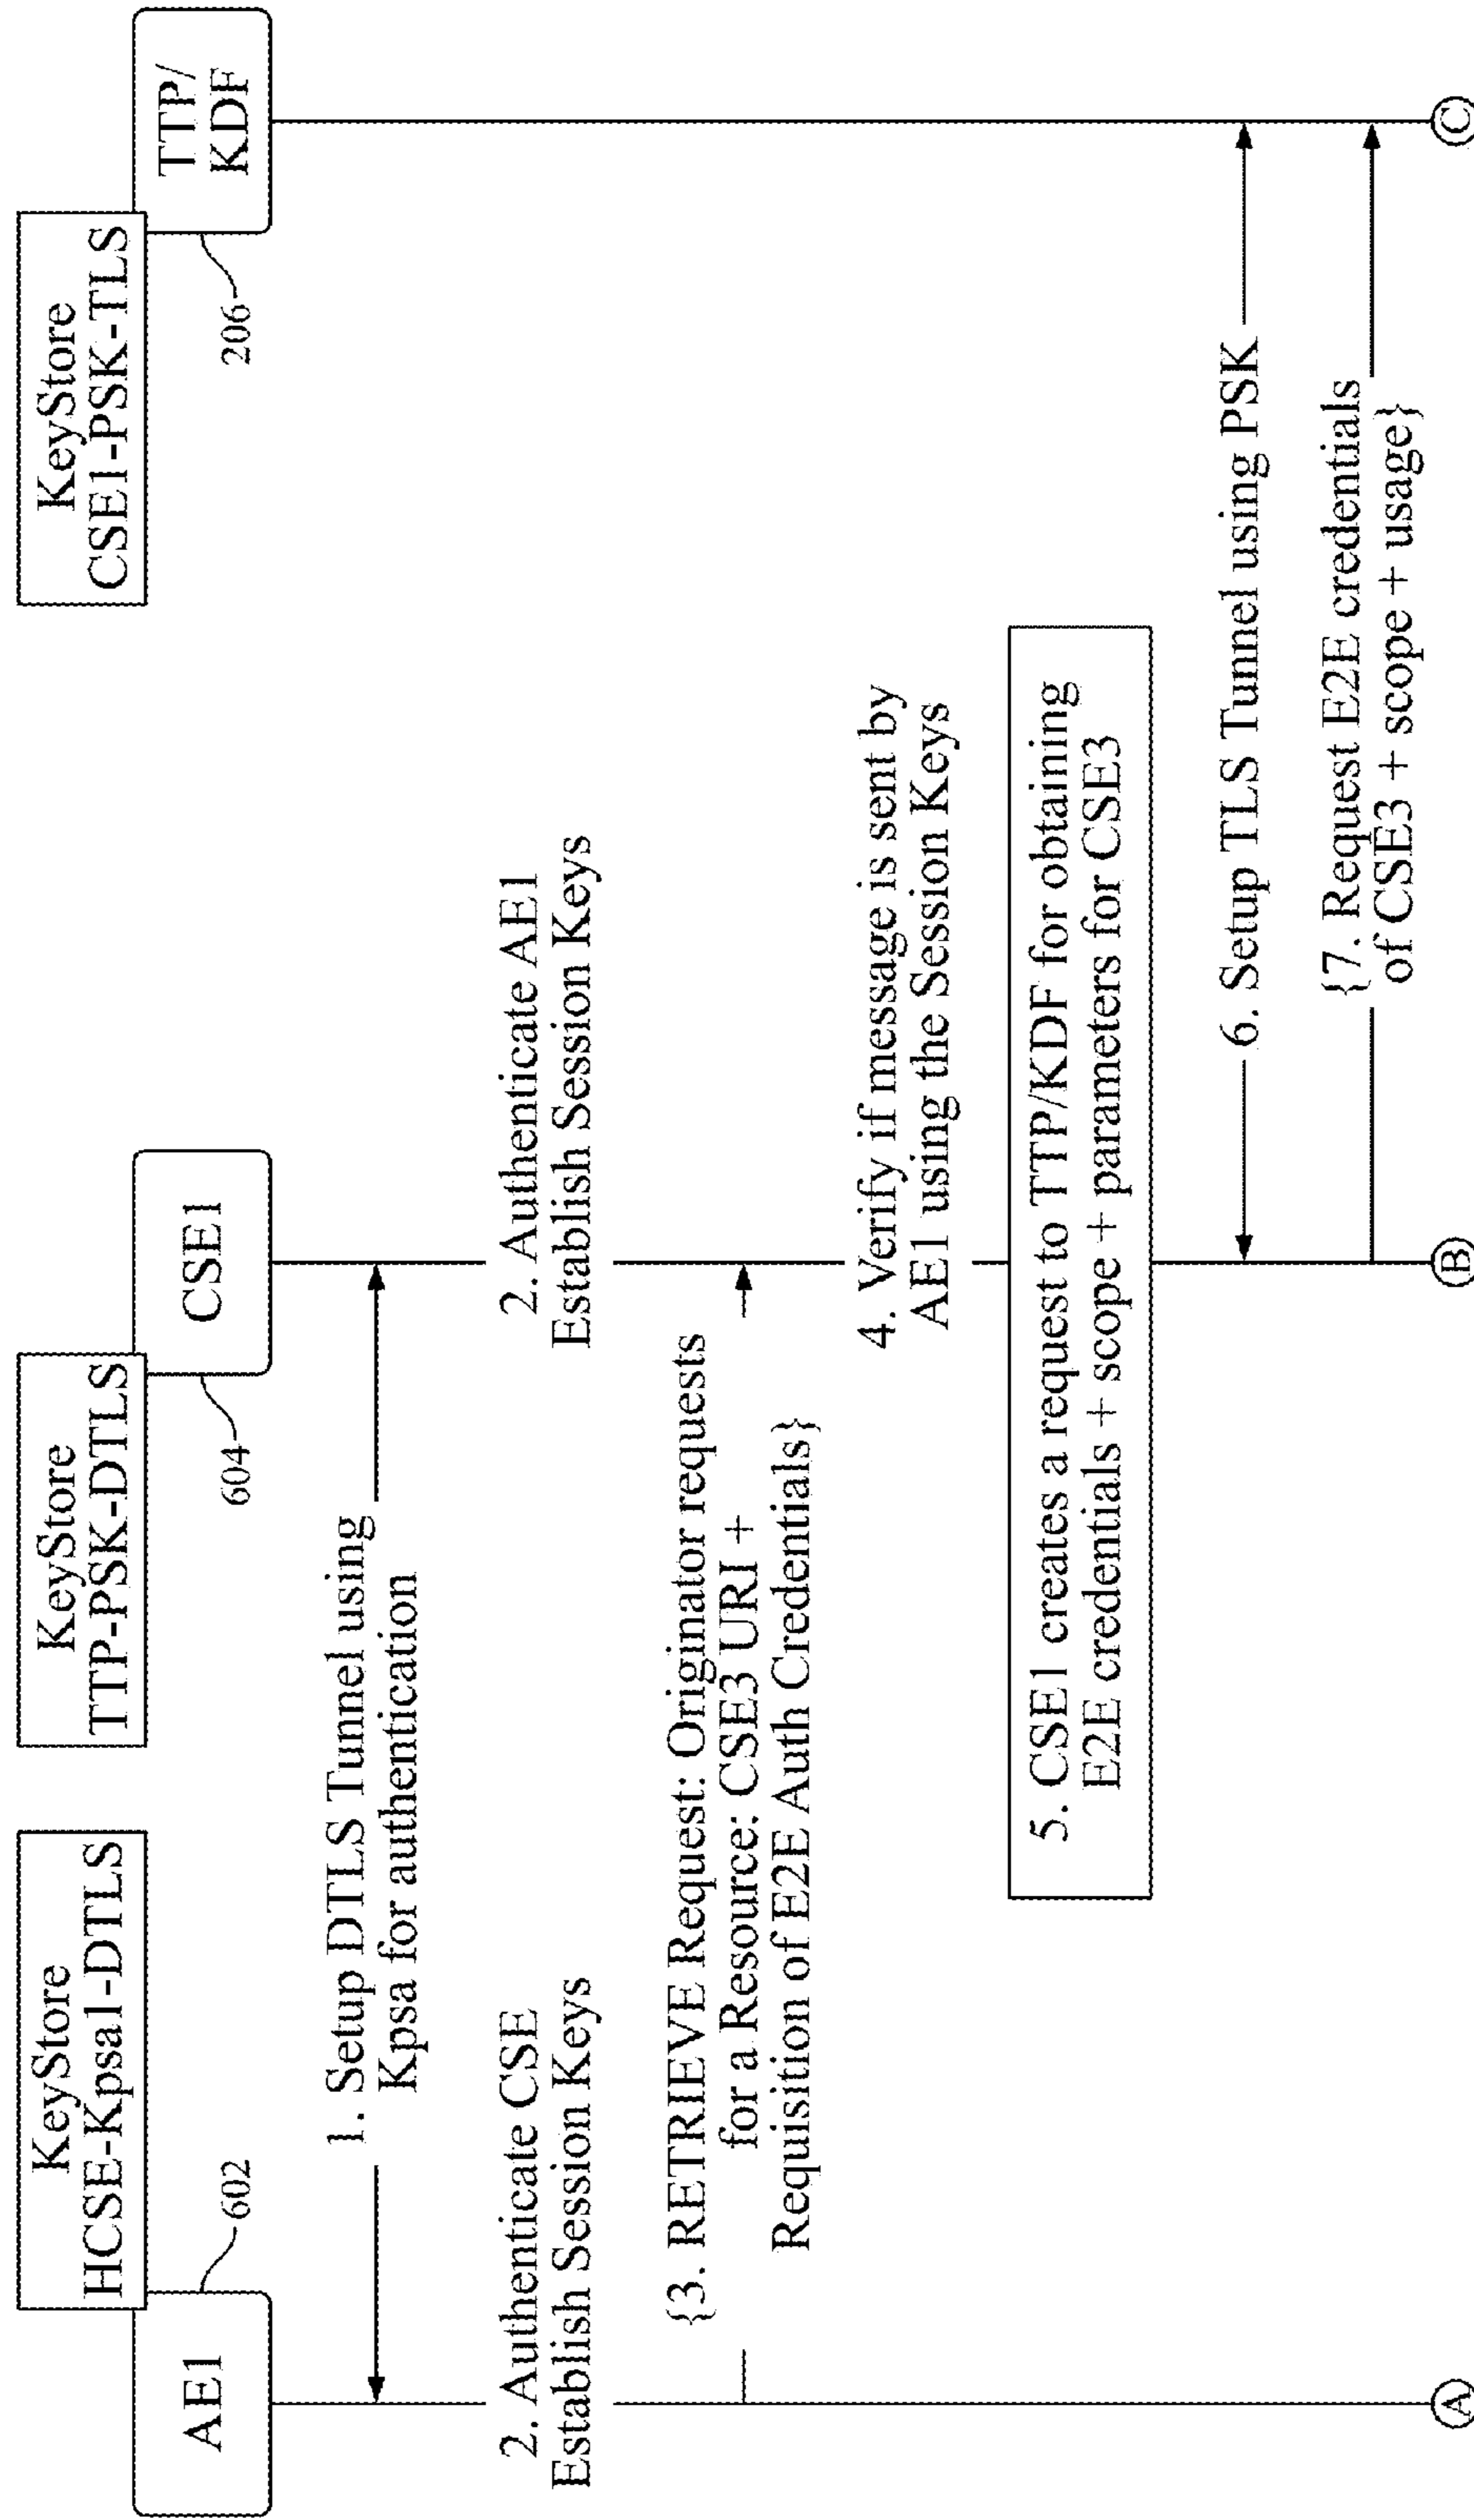 KeyStore
HCSE-Kpsa1-DTLS
AE1
602
KeyStore
TTP-PSK-DTLS
CSE1
604
KeyStore
CSE1-PSK-TLS
TTP/
KDF
206
1. Setup DTLS Tunnel using
Kpsa for authentication
2. Authenticate CSE
Establish Session Keys
2. Authenticate AE1
Establish Session Keys
{3. RETRIEVE Request: Originator requests
for a Resource: CSE3 URI +
Requisition of E2E Auth Credentials}
4. Verify if message is sent by
AE1 using the Session Keys
5. CSE1 creates a request to TTP/KDF for obtaining
E2E credentials + scope + parameters for CSE3
6. Setup TLS Tunnel using PSK
{7. Request E2E credentials
of CSE3 + scope + usage}
A
B
C